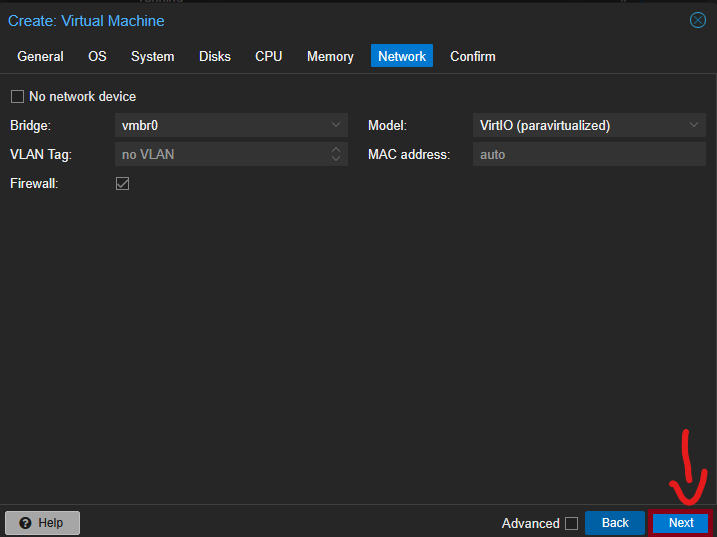 Create: Virtual Machine
General OS System Disks CPU Memory Network Confirm
No network device
Bridge: vmbr0 Model: VirtIO (paravirtualized)
VLAN Tag: no VLAN MAC address: auto
Firewall:
Help Advanced Back Next